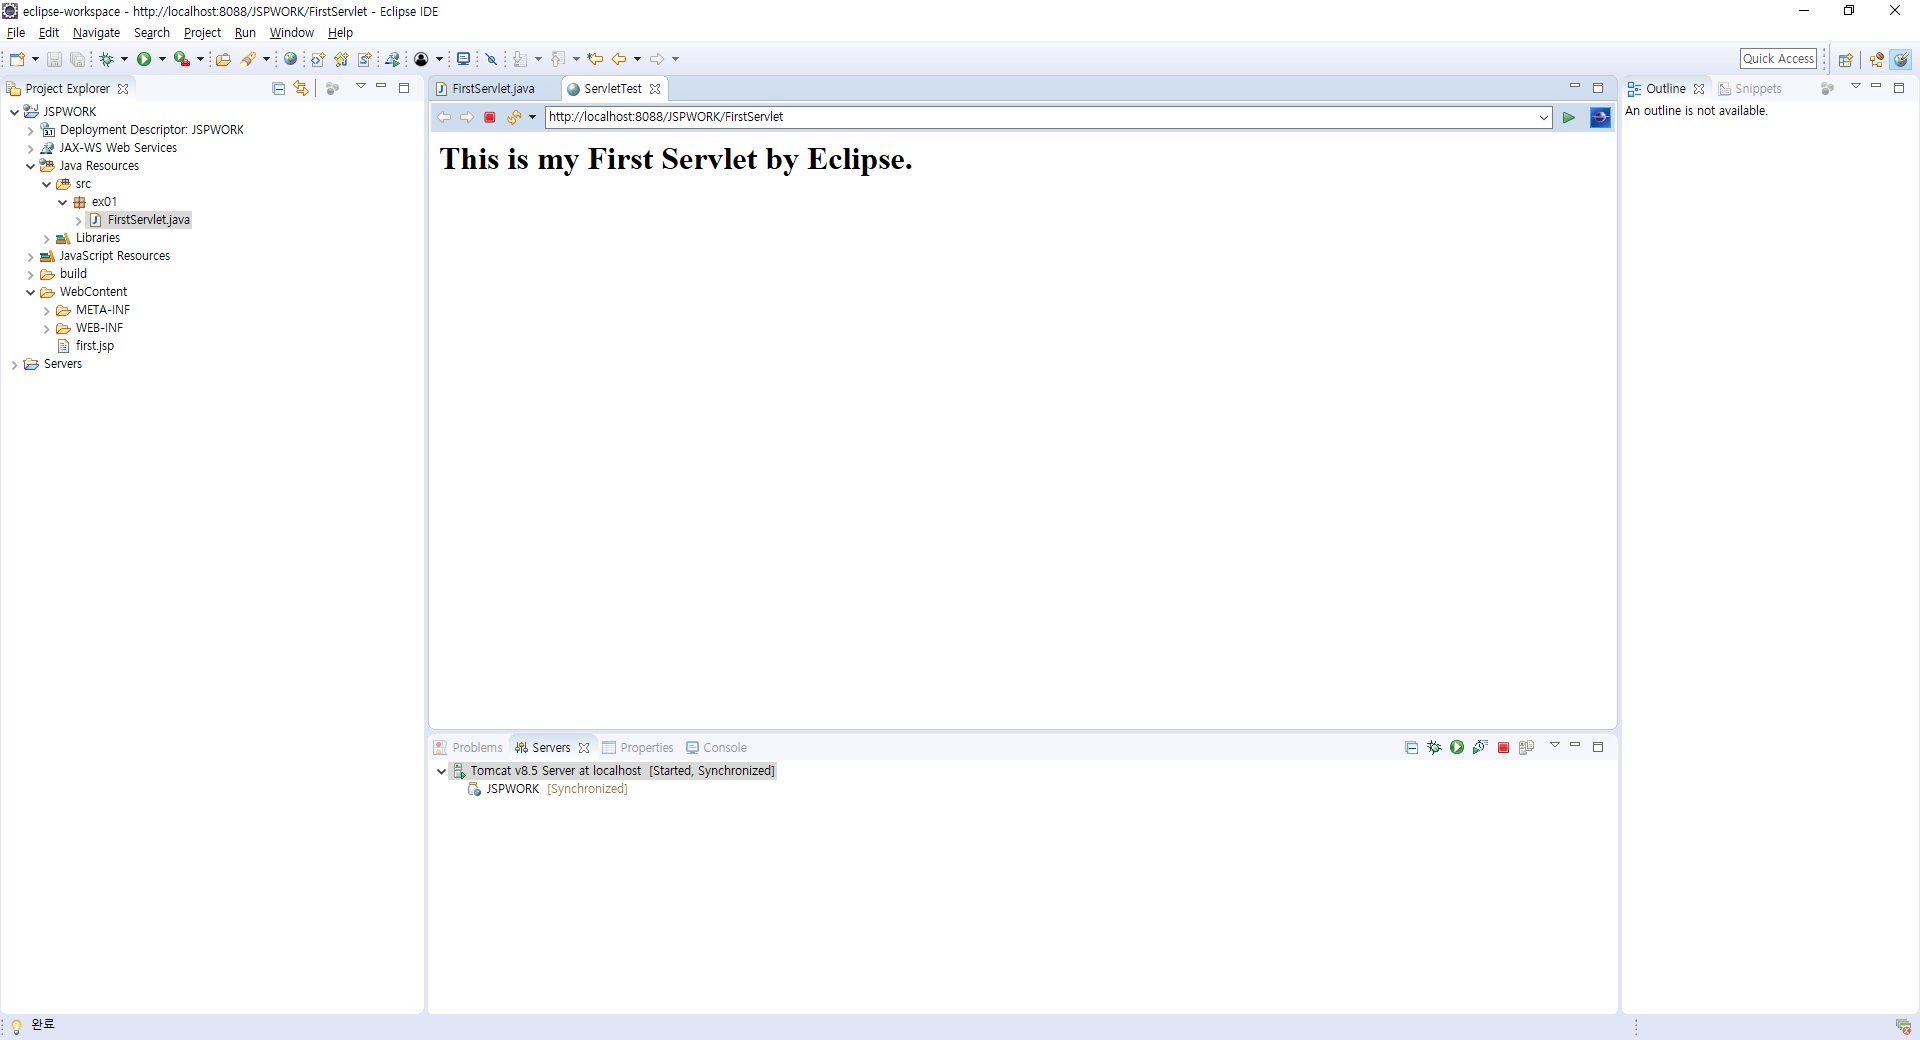 eclipse-workspace - http://localhost:8088/JSPWORK/FirstServlet - Eclipse IDE
File Edit Navigate Search Project Run Window Help
Quick Access
Project Explorer
JSPWORK
Deployment Descriptor: JSPWORK
JAX-WS Web Services
Java Resources
src
ex01
FirstServlet.java
Libraries
JavaScript Resources
build
WebContent
META-INF
WEB-INF
first.jsp
Servers
FirstServlet.java ServletTest
http://localhost:8088/JSPWORK/FirstServlet
This is my First Servlet by Eclipse.
Problems Servers Properties Console
Tomcat v8.5 Server at localhost [Started, Synchronized]
JSPWORK [Synchronized]
Outline Snippets
An outline is not available.
완료